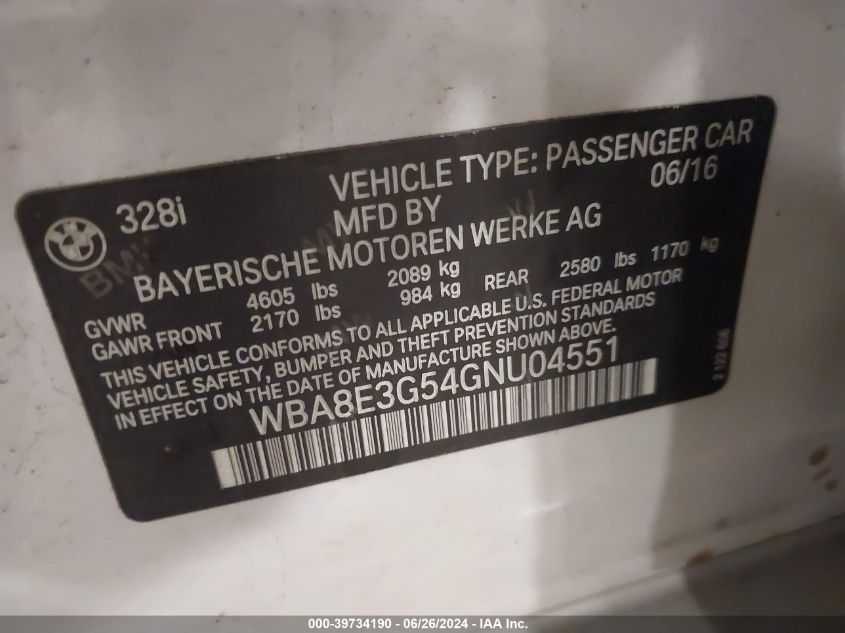 BMW
328i
VEHICLE TYPE: PASSENGER CAR
MFD BY 06/16
BAYERISCHE MOTOREN WERKE AG
GVWR 4605 lbs 2089 kg
GAWR FRONT 2170 lbs 984 kg REAR 2580 lbs 1170 kg
THIS VEHICLE CONFORMS TO ALL APPLICABLE U.S. FEDERAL MOTOR
VEHICLE SAFETY, BUMPER AND THEFT PREVENTION STANDARDS
IN EFFECT ON THE DATE OF MANUFACTURE SHOWN ABOVE
WBA8E3G54GNU04551
000-39734190 - 06/26/2024 - IAA Inc.